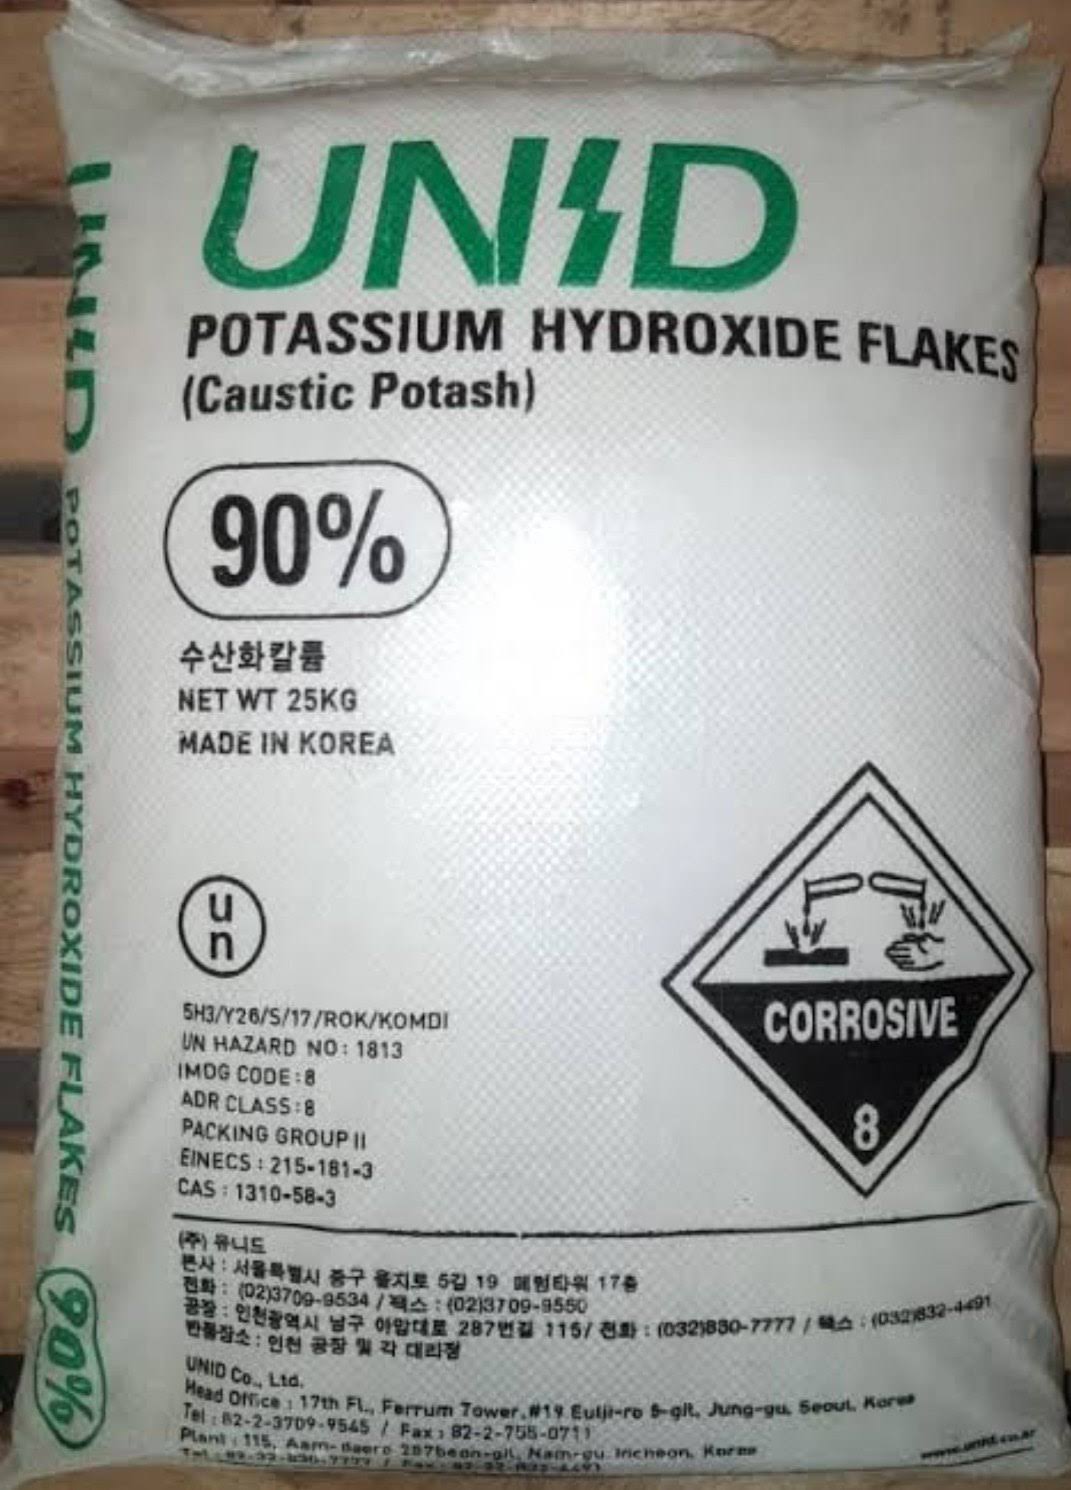 UNID
POTASSIUM HYDROXIDE FLAKES
(Caustic Potash)
90%
수산화칼륨
NET WT 25KG
MADE IN KOREA
u
n
5H3/Y26/S/17/ROK/KOMDI
UN HAZARD NO: 1813
IMDG CODE:8
ADR CLASS:8
PACKING GROUP II
EINECS : 215-181-3
CAS : 1310-58-3
CORROSIVE
8
(주) 유니드
본사 : 서울특별시 중구 을지로 5길 19 페럼타워 17층
전화 : (02)3709-9534 / 팩스 : (02)3709-9550
공장 : 인천광역시 남구 아암대로 287번길 115/ 전화 : (032)830-7777 / 팩스 : (032)832-4491
반품장소 : 인천 공장 및 각 대리점
UNID Co., Ltd.
Head Office : 17th FL., Ferrum Tower, #19 Eulji-ro 5-gil, Jung-gu, Seoul, Korea
Tel : 82-2-3709-9545 / Fax : 82-2-755-0711
Plant : 115, Aam-daero 287beon-gil, Nam-gu Incheon, Korea
www.unid.co.kr
UNID POTASSIUM HYDROXIDE FLAKES 90%